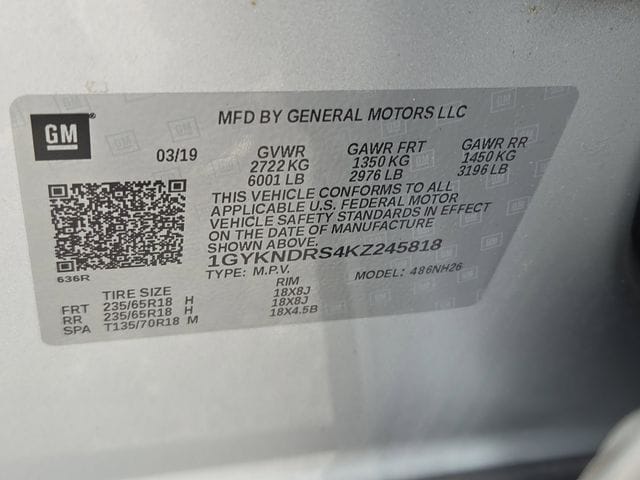 GM
MFD BY GENERAL MOTORS LLC
03/19 GVWR GAWR FRT GAWR RR
2722 KG 1350 KG 1450 KG
6001 LB 2976 LB 3196 LB
THIS VEHICLE CONFORMS TO ALL
APPLICABLE U.S. FEDERAL MOTOR
VEHICLE SAFETY STANDARDS IN EFFECT
ON THE DATE OF MANUFACTURE
SHOWN ABOVE.
1GYKNDRS4KZ245818
636R
TYPE: M.P.V. MODEL: 486NH26
TIRE SIZE RIM
FRT 235/65R18 H 18X8J
RR 235/65R18 H 18X8J
SPA T135/70R18 M 18X4.5B